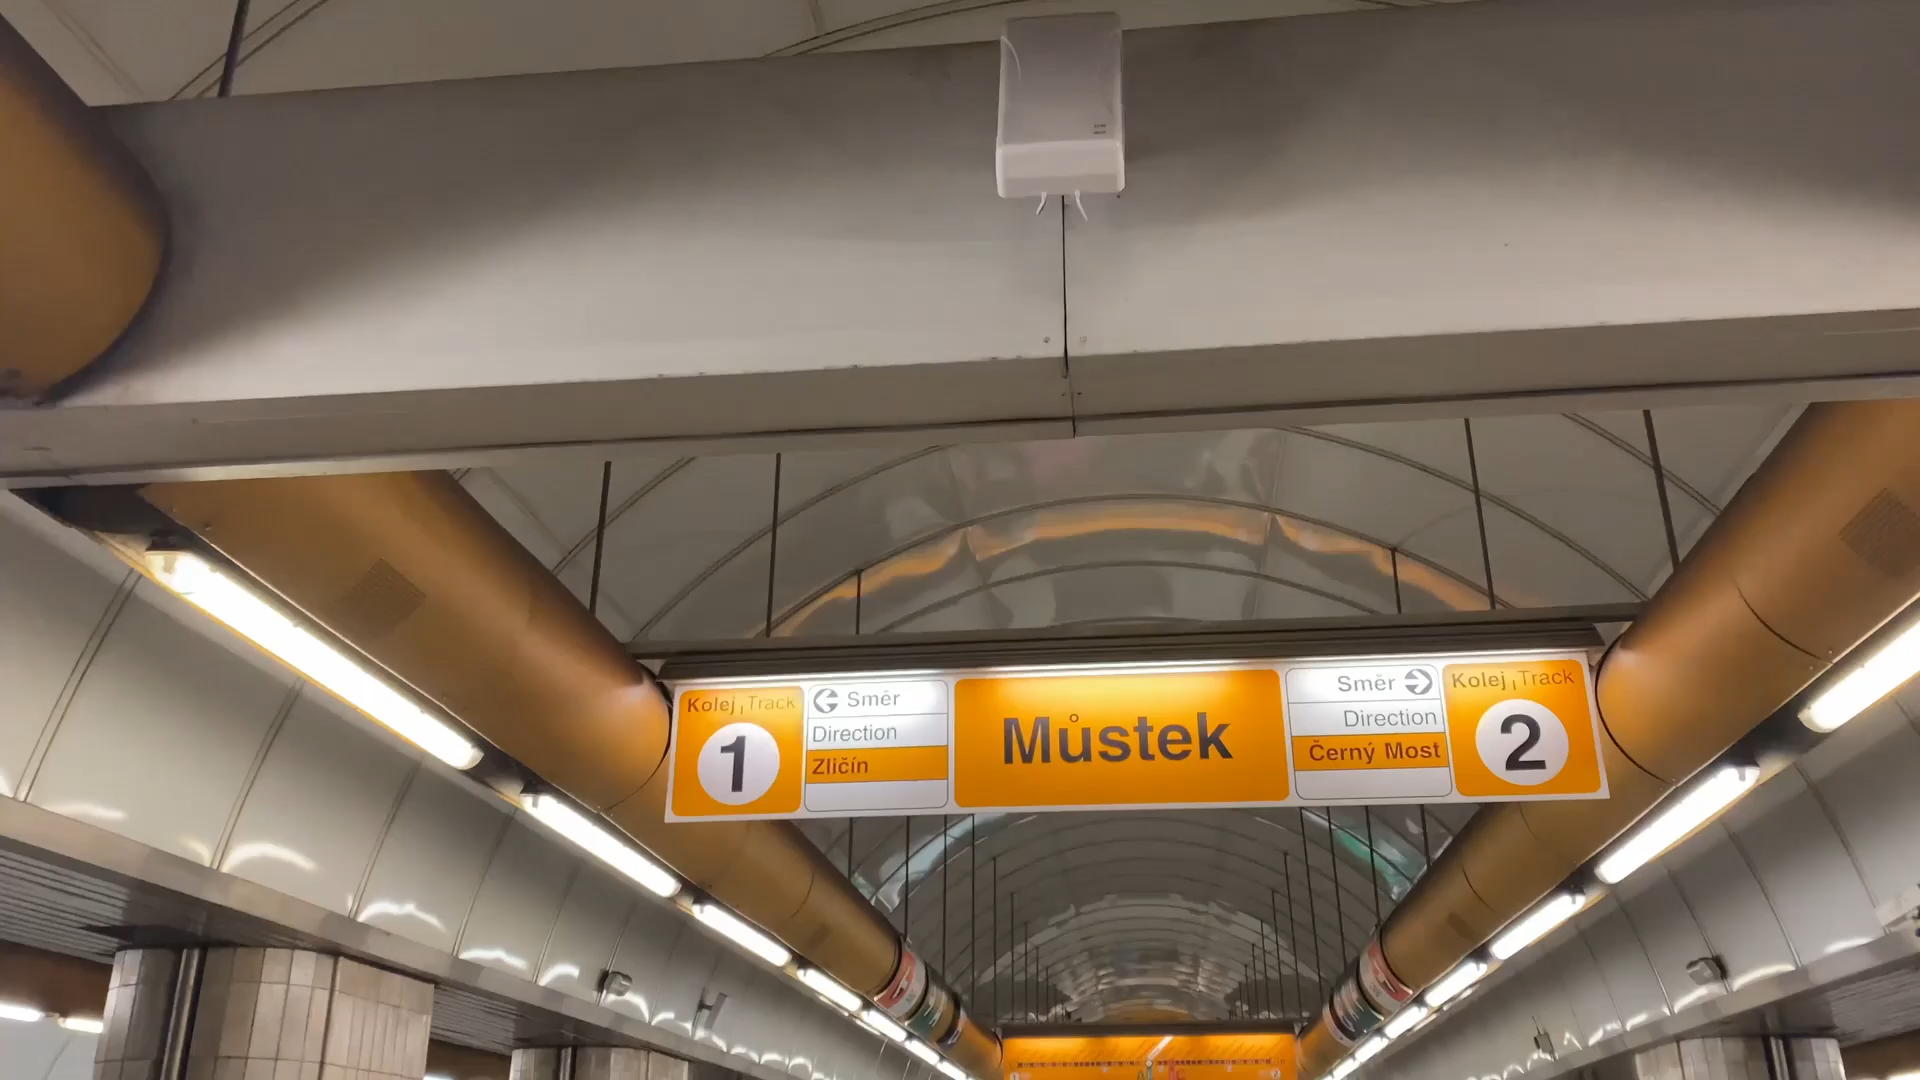 Kolej Track
1
Směr
Direction
Zličín
Můstek
Směr
Direction
Černý Most
Kolej Track
2